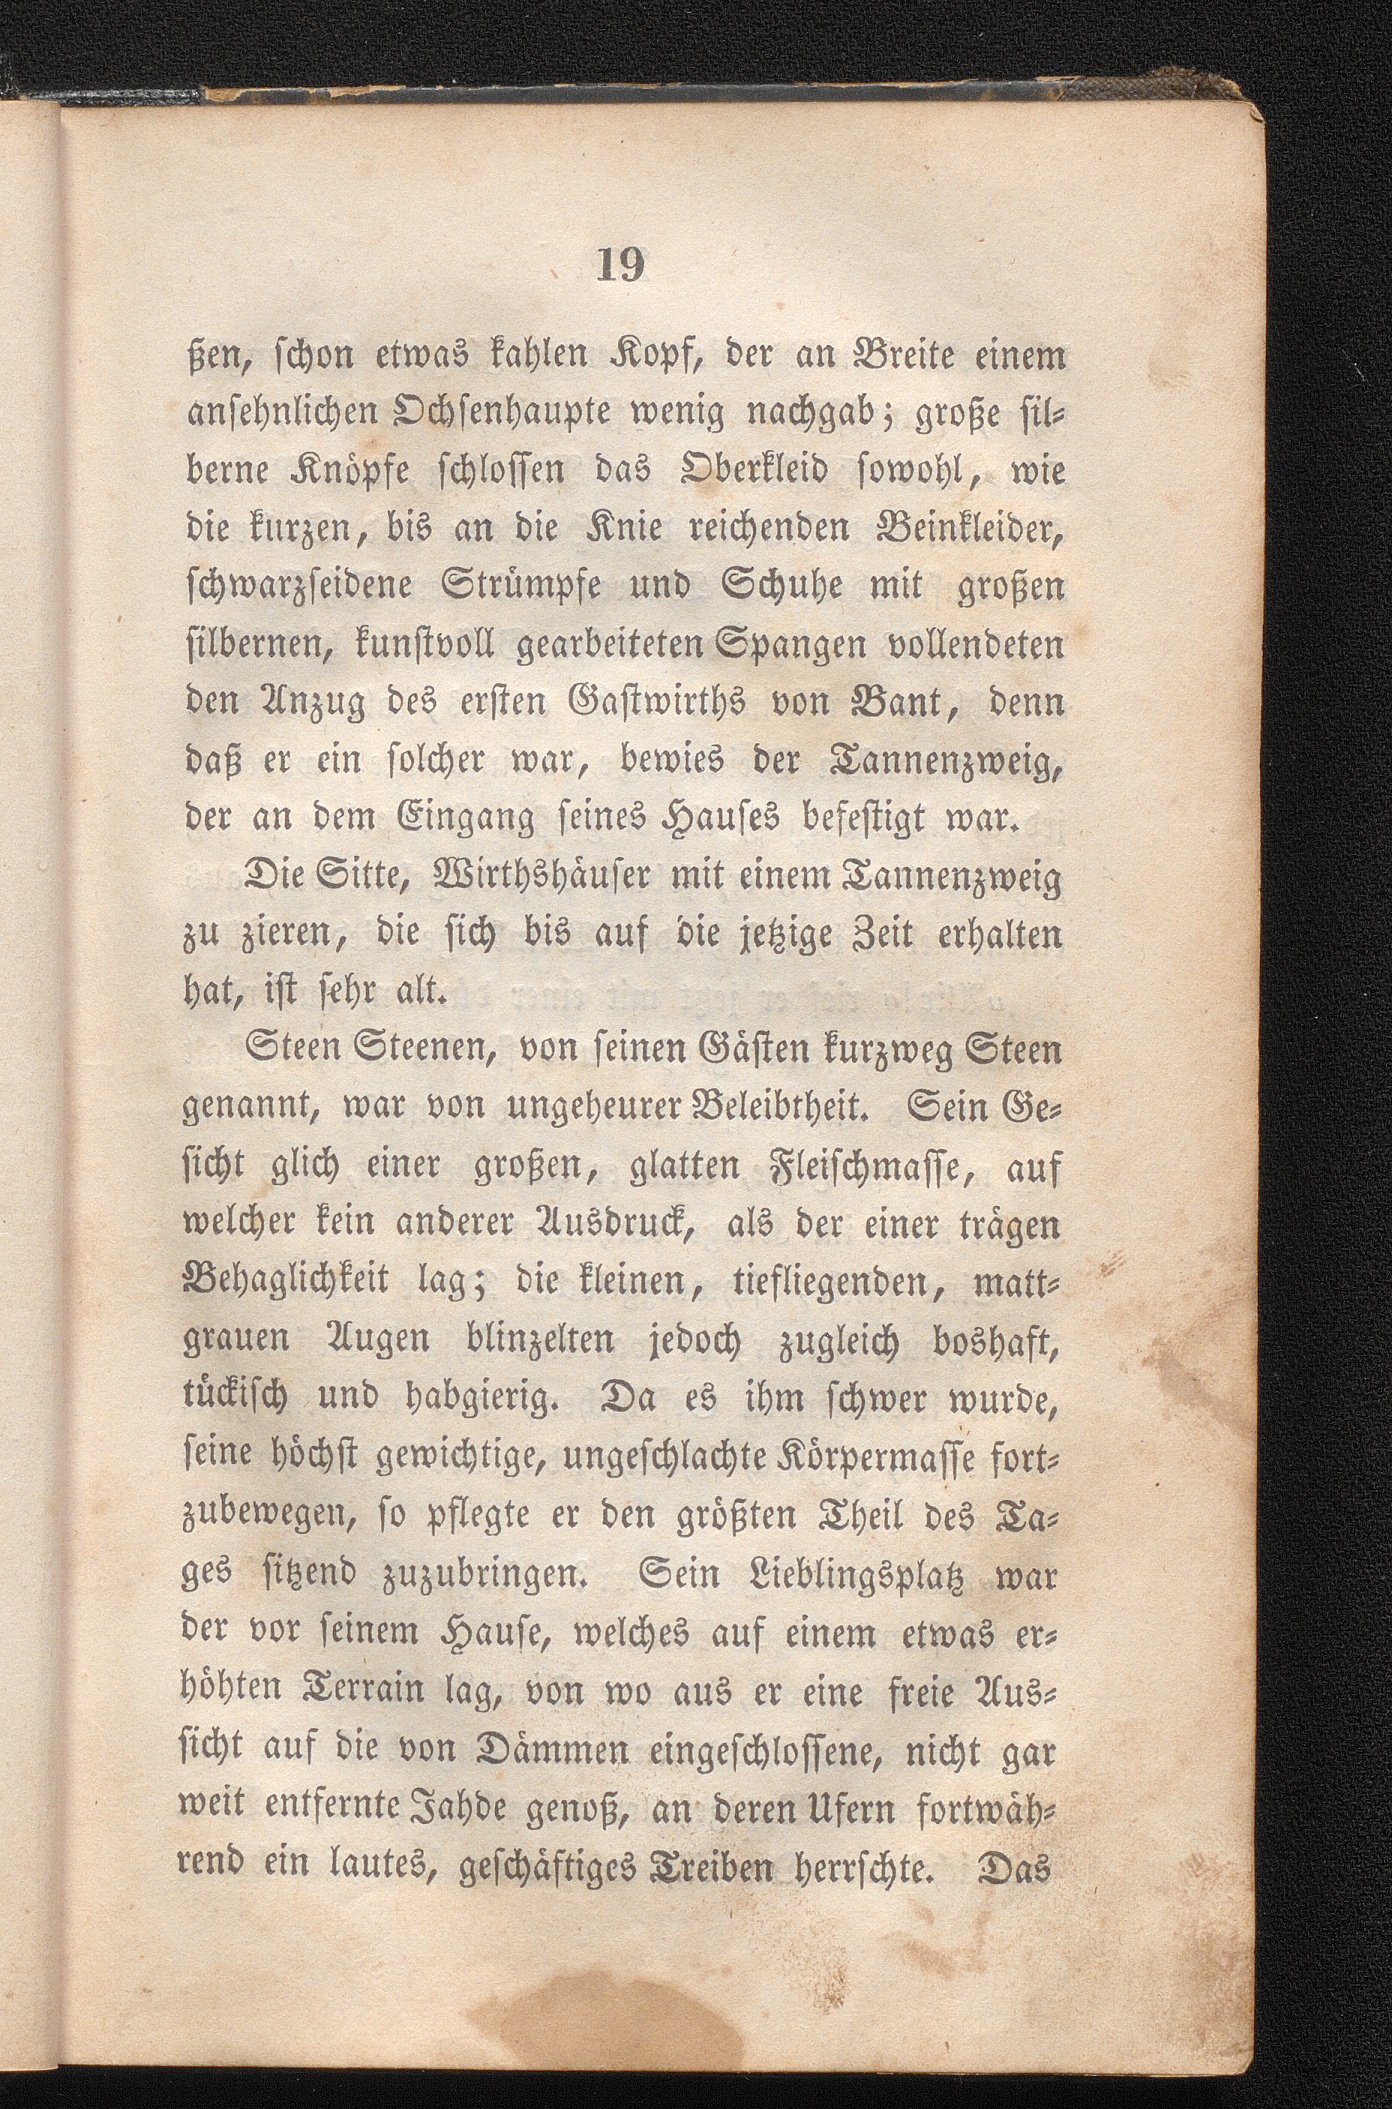 19
ßen, schon etwas kahlen Kopf, der an Breite einem
ansehnlichen Ochsenhaupte wenig nachgab; große sil-
berne Knöpfe schlossen das Oberkleid sowohl, wie
die kurzen, bis an die Knie reichenden Beinkleider,
schwarzseidene Strümpfe und Schuhe mit großen
silbernen, kunstvoll gearbeiteten Spangen vollendeten
den Anzug des ersten Gastwirths von Bant, denn
daß er ein solcher war, bewies der Tannenzweig,
der an dem Eingang seines Hauses befestigt war.
Die Sitte, Wirthshäuser mit einem Tannenzweig
zu zieren, die sich bis auf die jetzige Zeit erhalten
hat, ist sehr alt.
Steen Steenen, von seinen Gästen kurzweg Steen
genannt, war von ungeheurer Beleibtheit. Sein Ge-
sicht glich einer großen, glatten Fleischmasse, auf
welcher kein anderer Ausdruck, als der einer trägen
Behaglichkeit lag; die kleinen, tiefliegenden, matt-
grauen Augen blinzelten jedoch zugleich boshaft,
tückisch und habgierig. Da es ihm schwer wurde,
seine höchst gewichtige, ungeschlachte Körpermasse fort-
zubewegen, so pflegte er den größten Theil des Ta-
ges sitzend zuzubringen. Sein Lieblingsplatz war
der vor seinem Hause, welches auf einem etwas er-
höhten Terrain lag, von wo aus er eine freie Aus-
sicht auf die von Dämmen eingeschlossene, nicht gar
weit entfernte Jahde genoß, an deren Ufern fortwäh-
rend ein lautes, geschäftiges Treiben herrschte. Das